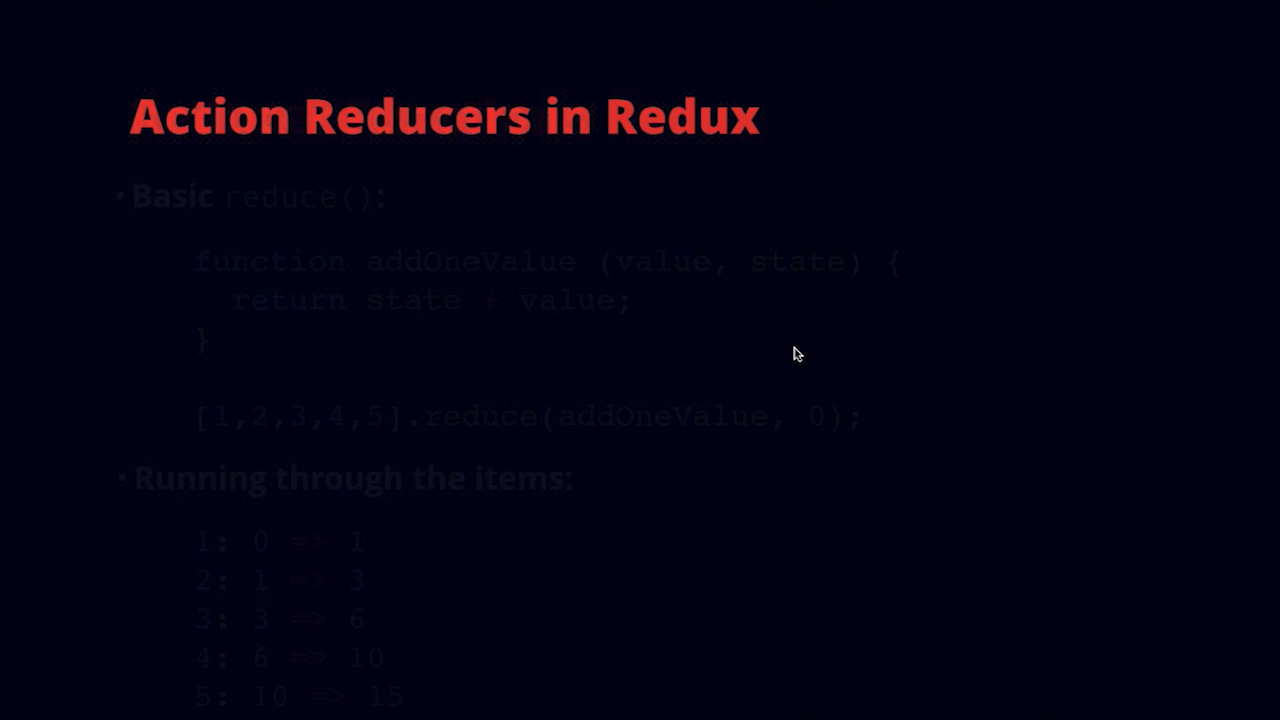 Action Reducers in Redux
• Basic reduce():
function addOneValue (value, state) {
  return state + value;
}
[1,2,3,4,5].reduce(addOneValue, 0);
• Running through the items:
1: 0 => 1
2: 1 => 3
3: 3 => 6
4: 6 => 10
5: 10 => 15